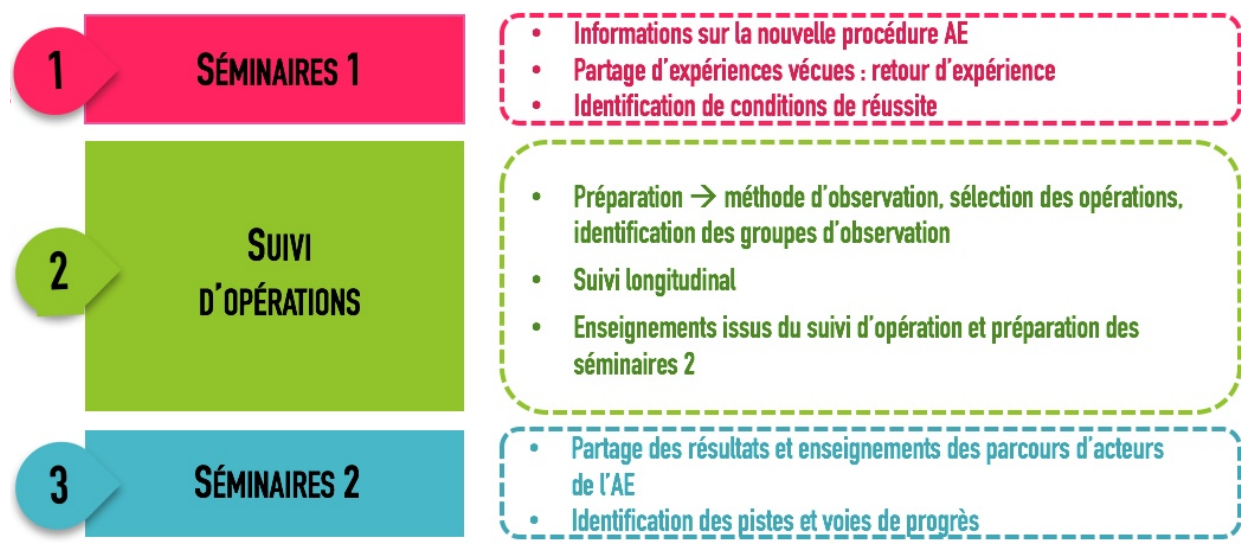 1
SÉMINAIRES 1
• Informations sur la nouvelle procédure AE
• Partage d'expériences vécues : retour d'expérience
• Identification de conditions de réussite
2
SUIVI
D'OPÉRATIONS
• Préparation → méthode d'observation, sélection des opérations,
identification des groupes d'observation
• Suivi longitudinal
• Enseignements issus du suivi d'opération et préparation des
séminaires 2
3
SÉMINAIRES 2
• Partage des résultats et enseignements des parcours d'acteurs
de l'AE
• Identification des pistes et voies de progrès